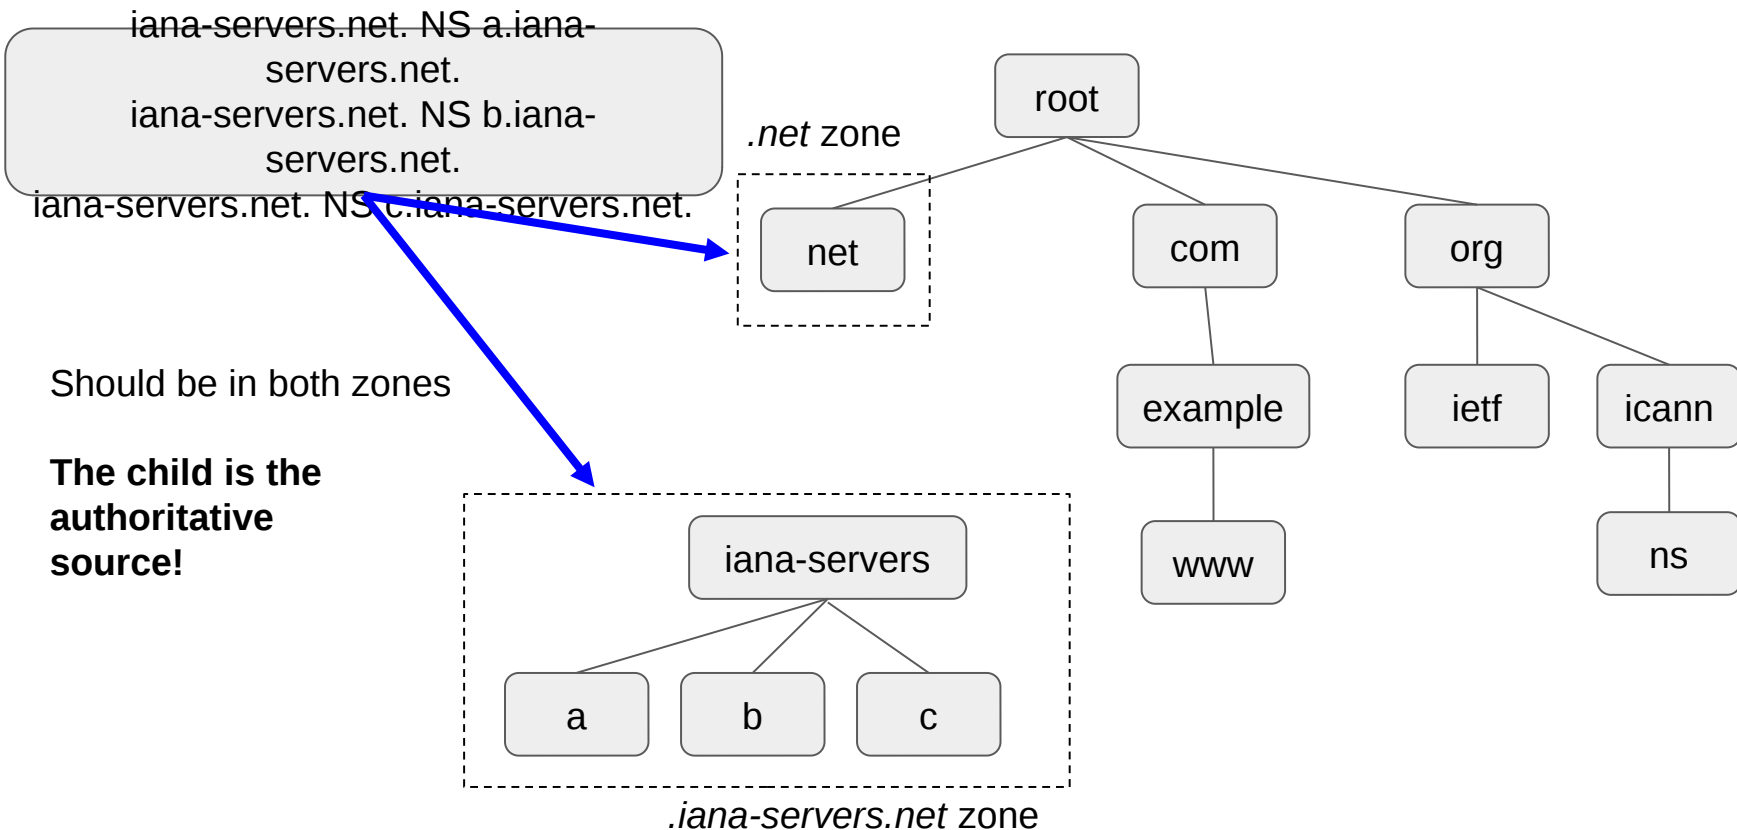 iana-servers.net. NS a.iana-
servers.net.
iana-servers.net. NS b.iana-
servers.net.
iana-servers.net. NS c.iana-servers.net.
root
.net zone
net
com
org
Should be in both zones
example
ietf
icann
The child is the
authoritative
source!
iana-servers
www
ns
a
b
c
.iana-servers.net zone